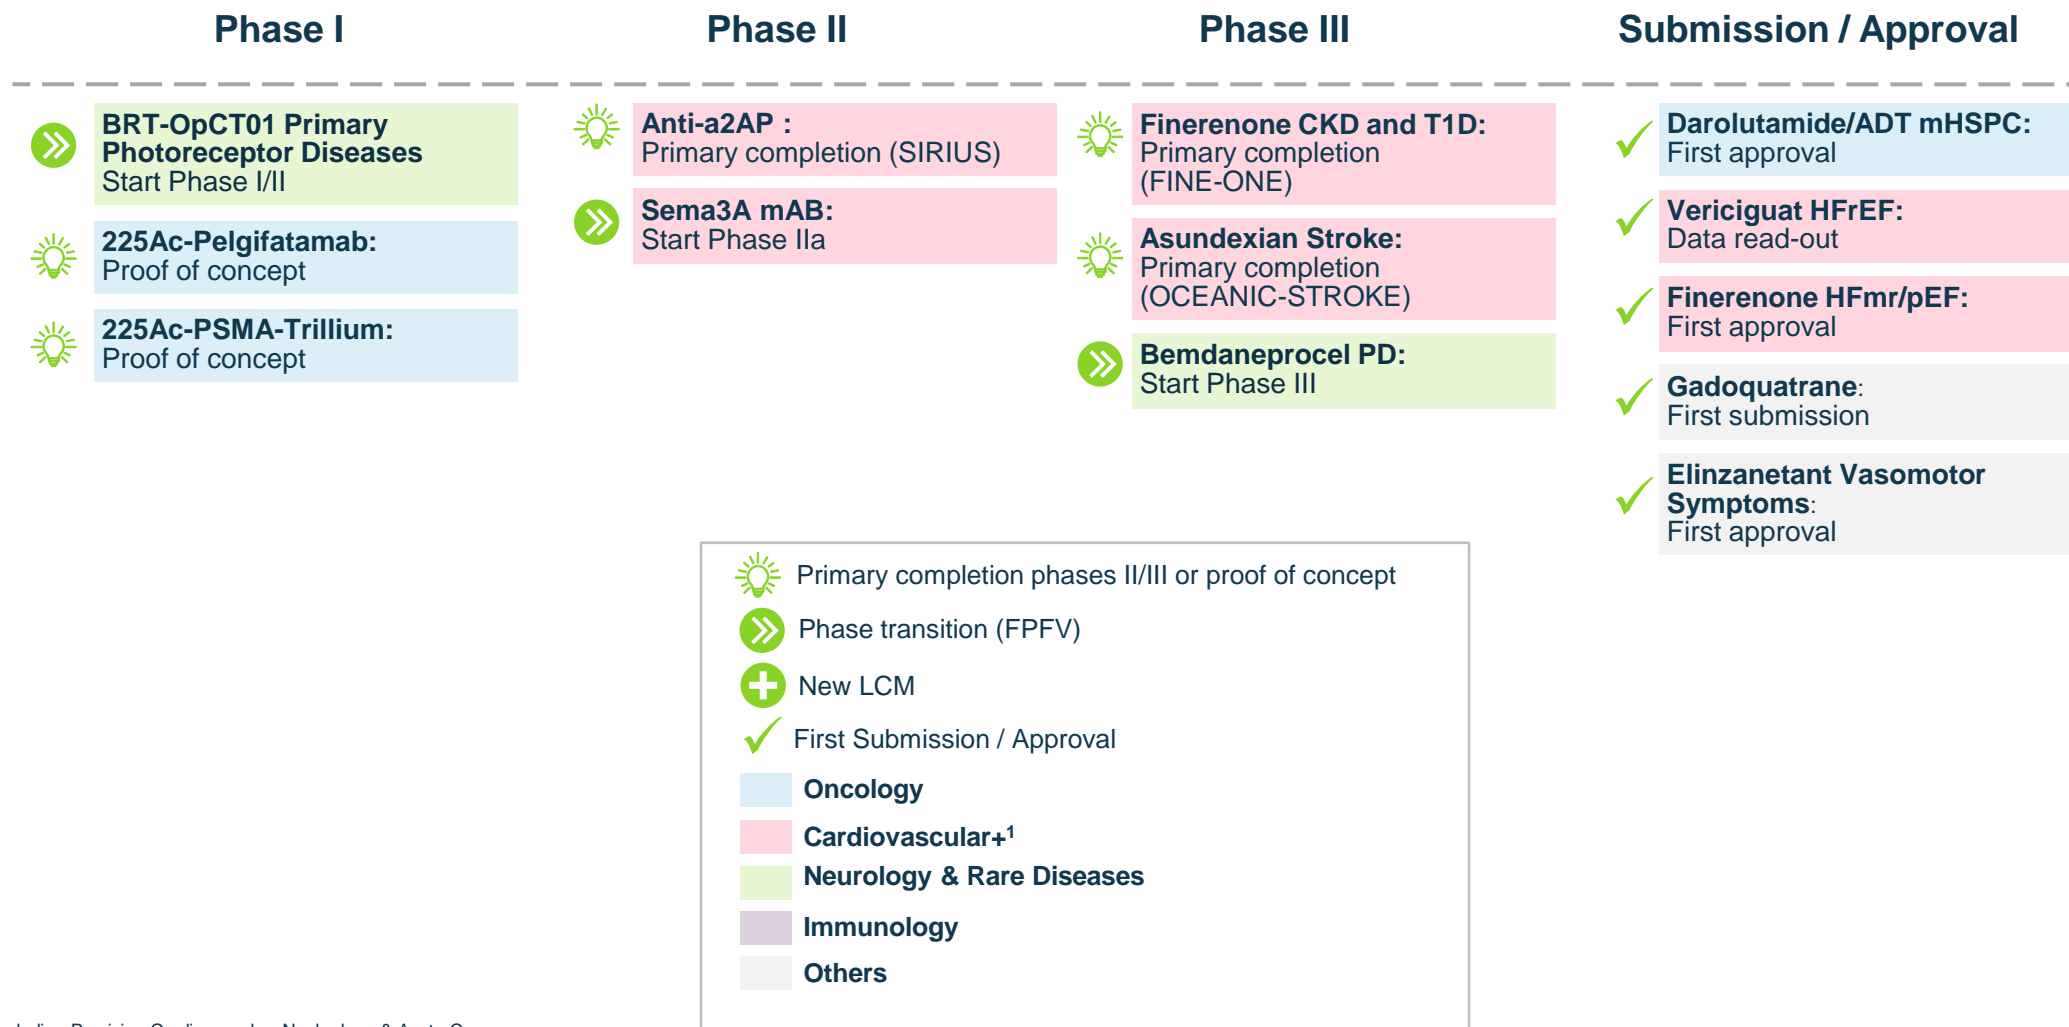 Phase I
Phase II
Phase III
Submission / Approval
BRT-OpCT01 Primary
Photoreceptor Diseases
Start Phase I/II
225Ac-Pelgifatamab:
Proof of concept
225Ac-PSMA-Trillium:
Proof of concept
Anti-a2AP :
Primary completion (SIRIUS)
Sema3A mAB:
Start Phase IIa
Finerenone CKD and T1D:
Primary completion
(FINE-ONE)
Asundexian Stroke:
Primary completion
(OCEANIC-STROKE)
Bemdaneprocel PD:
Start Phase III
Darolutamide/ADT mHSPC:
First approval
Vericiguat HFrEF:
Data read-out
Finerenone HFmr/pEF:
First approval
Gadoquatrane:
First submission
Elinzanetant Vasomotor
Symptoms:
First approval
Primary completion phases II/III or proof of concept
Phase transition (FPFV)
New LCM
First Submission / Approval
Oncology
Cardiovascular+¹
Neurology & Rare Diseases
Immunology
Others